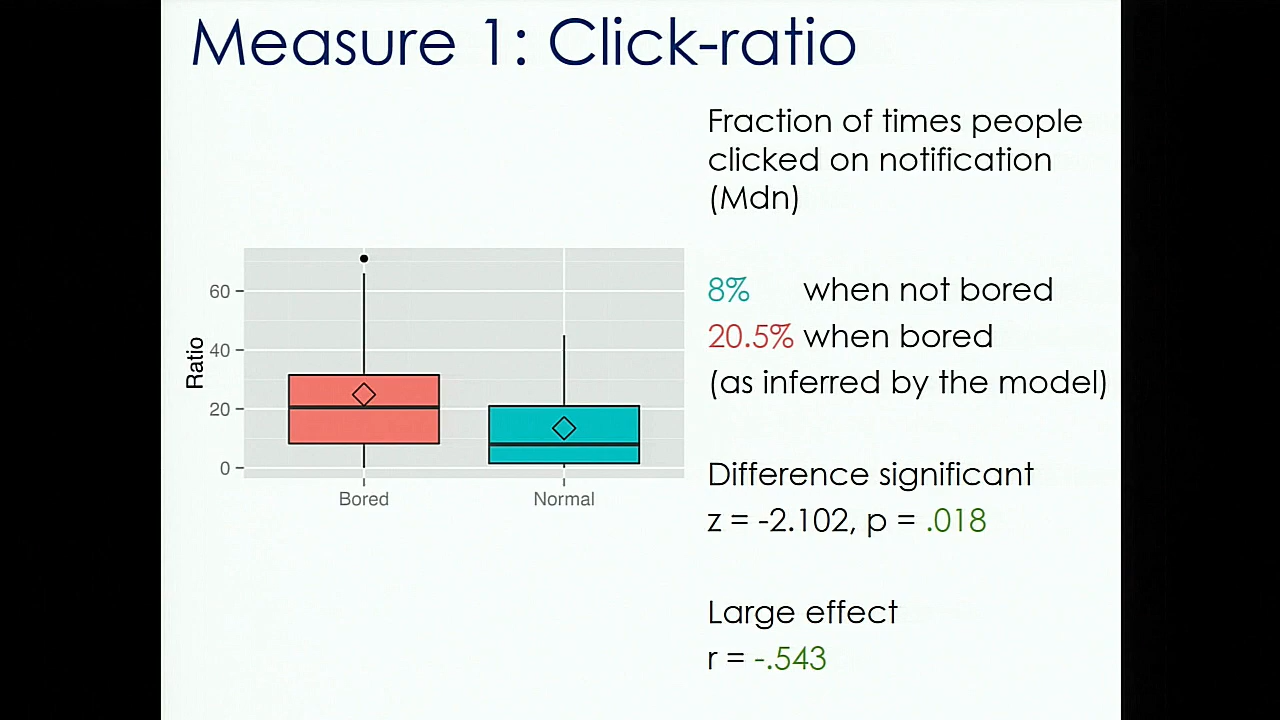 Measure 1: Click-ratio
Fraction of times people
clicked on notification
(Mdn)
8% when not bored
20.5% when bored
(as inferred by the model)
Difference significant
z = -2.102, p = .018
Large effect
r = -.543
Ratio
60
40
20
0
Bored Normal